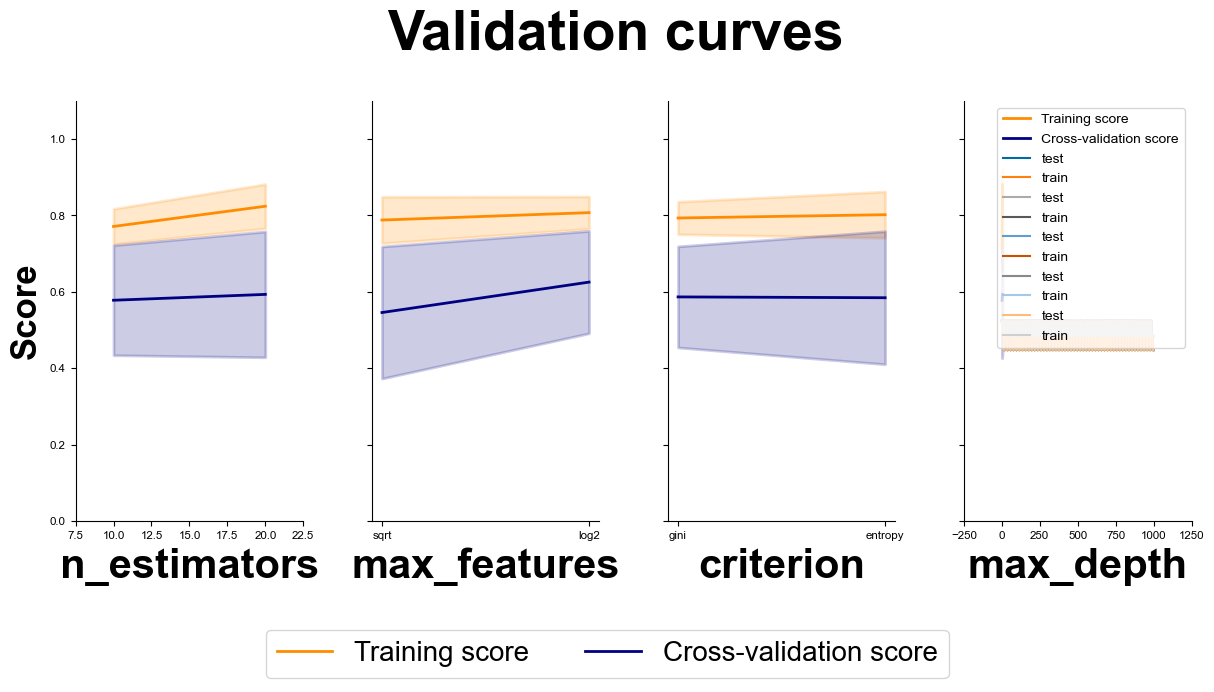 Validation curves
Score
1.0
0.8
0.6
0.4
0.2
0.0
7.5 10.0 12.5 15.0 17.5 20.0 22.5
n_estimators
sqrt log2
max_features
gini entropy
criterion
Training score
Cross-validation score
test
train
test
train
test
train
test
train
test
train
−250 0 250 500 750 1000 1250
max_depth
Training score Cross-validation score